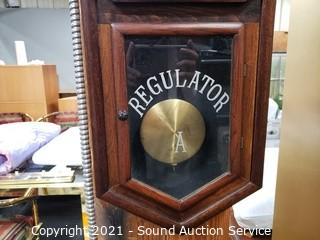 REGULATOR
A
Copyright 2021 - Sound Auction Service